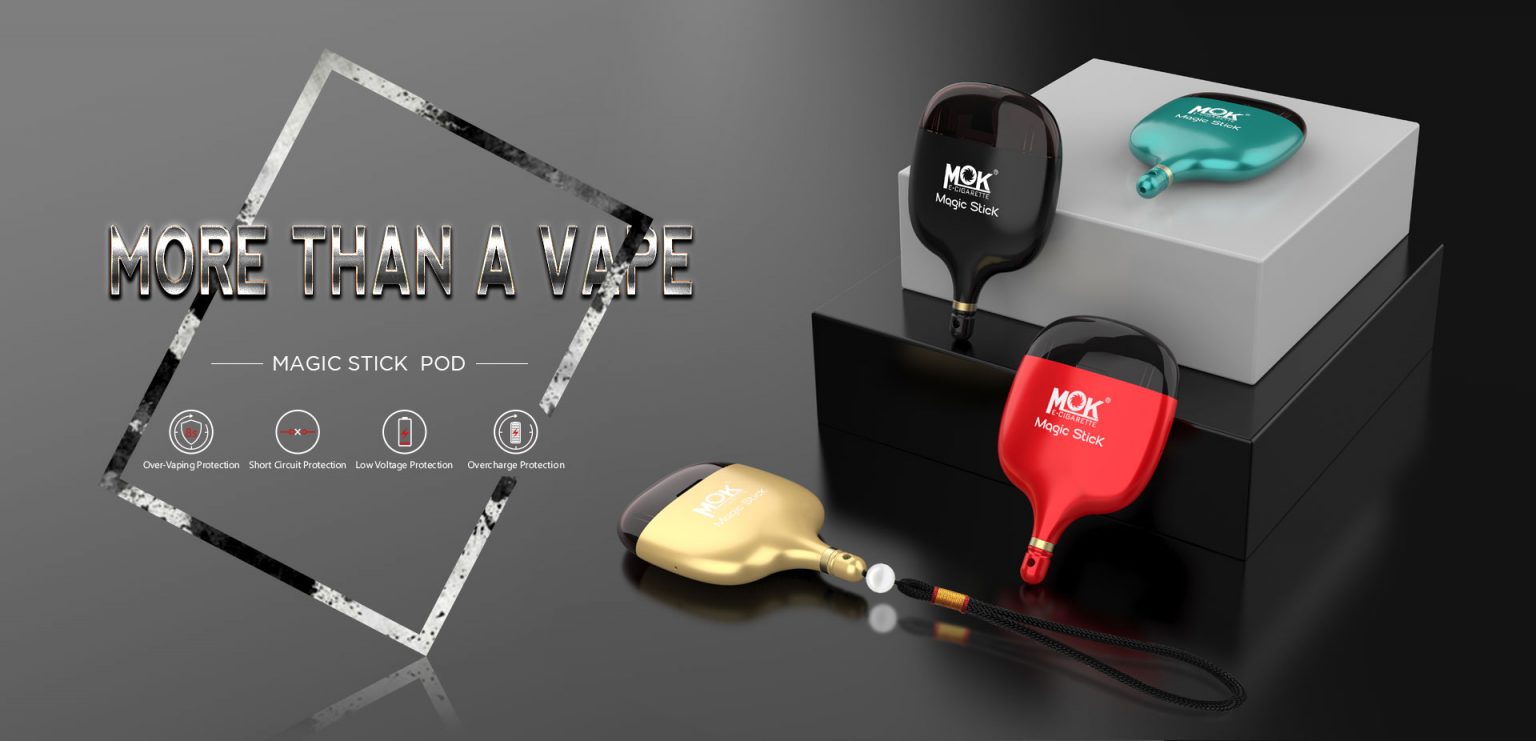 MORE THAN A VAPE
MAGIC STICK POD
8s
Over-Vaping Protection
Short Circuit Protection
Low Voltage Protection
Overcharge Protection
MOK®
E-CIGARETTE
Magic SticK
MOK®
Magic SticK
MOK®
E-CIGARETTE
Magic SticK
MOK®
Magic SticK